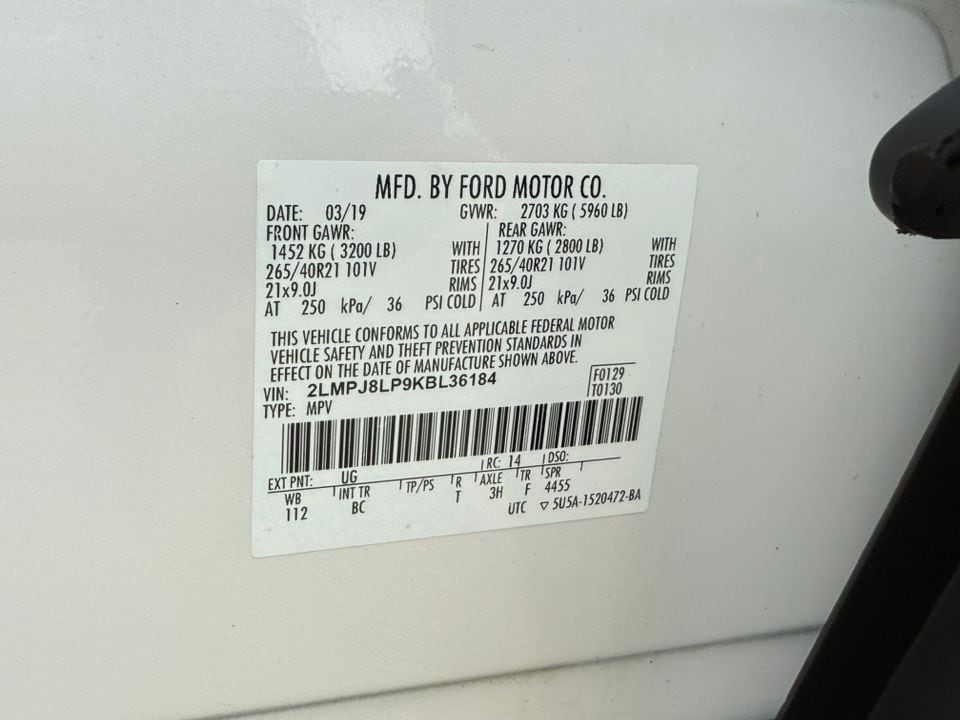 MFD. BY FORD MOTOR CO.
DATE: 03/19 GVWR: 2703 KG ( 5960 LB)
FRONT GAWR: REAR GAWR:
1452 KG ( 3200 LB) WITH 1270 KG ( 2800 LB) WITH
265/40R21 101V TIRES 265/40R21 101V TIRES
21x9.0J RIMS 21x9.0J RIMS
AT 250 kPa/ 36 PSI COLD AT 250 kPa/ 36 PSI COLD
THIS VEHICLE CONFORMS TO ALL APPLICABLE FEDERAL MOTOR
VEHICLE SAFETY AND THEFT PREVENTION STANDARDS IN
EFFECT ON THE DATE OF MANUFACTURE SHOWN ABOVE.
VIN: 2LMPJ8LP9KBL36184 F0129
TYPE: MPV T0130
EXT PNT: UG RC: 14 DSO:
WB INT TR TP/PS R AXLE TR SPR
112 BC T 3H F 4455
UTC ▽ 5U5A-1520472-BA